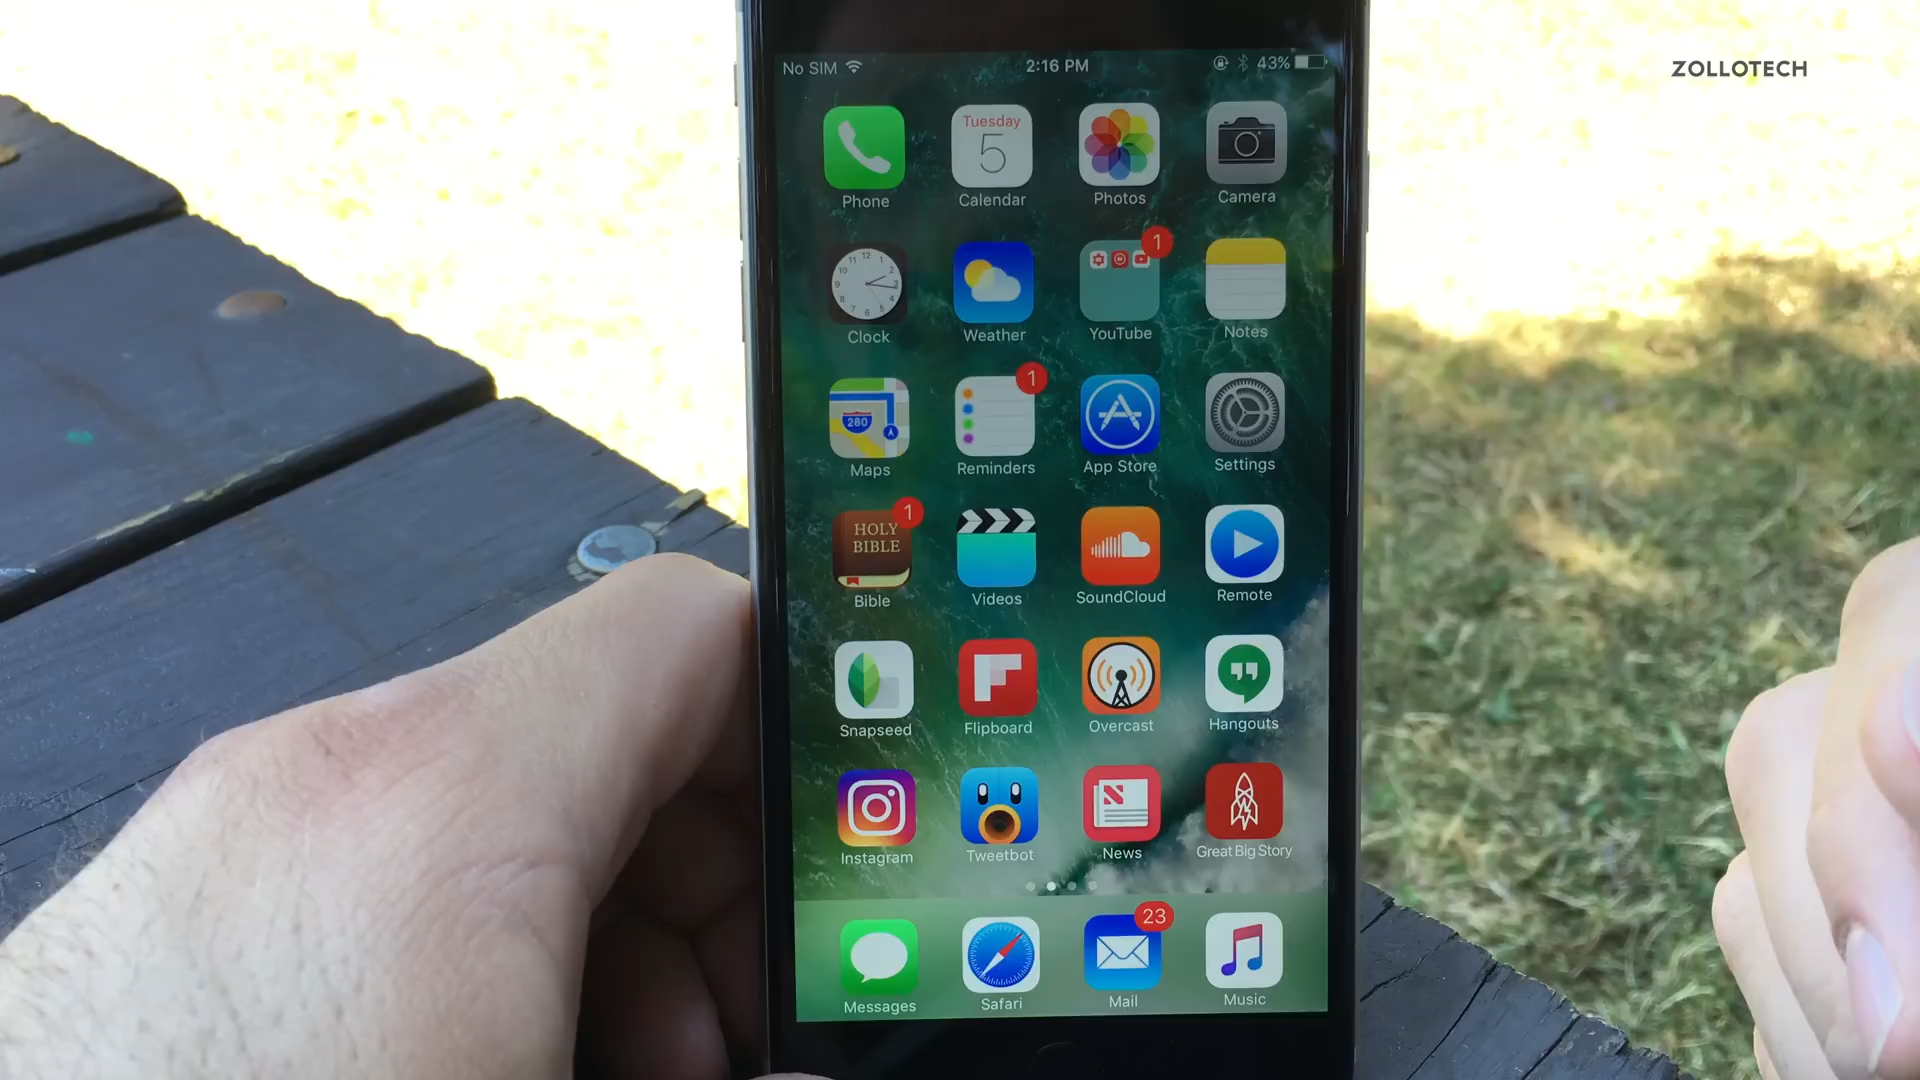 ZOLLOTECH
No SIM 2:16 PM 43%
Tuesday
5
Phone Calendar Photos Camera
1
Clock Weather YouTube Notes
280
1
Maps Reminders App Store Settings
HOLY
BIBLE
1
Bible Videos SoundCloud Remote
Snapseed Flipboard Overcast Hangouts
Instagram Tweetbot News Great Big Story
23
Messages Safari Mail Music